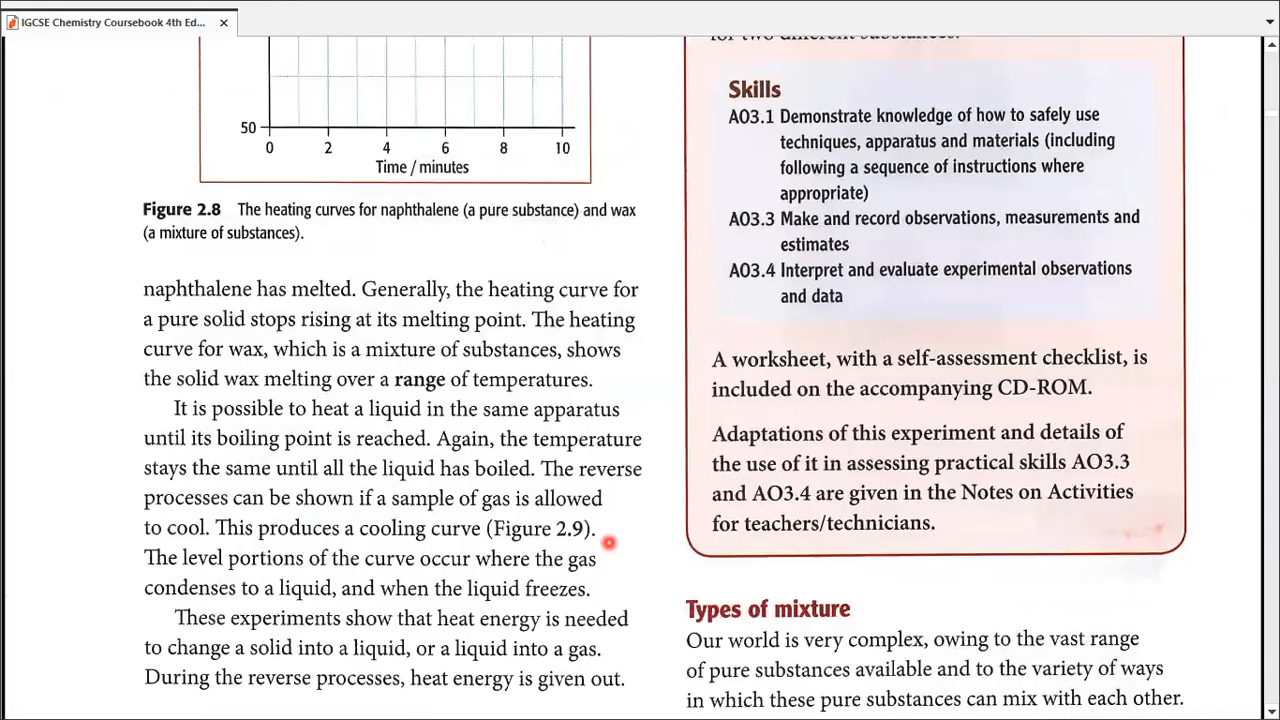 IGCSE Chemistry Coursebook 4th Ed...
50
0 2 4 6 8 10
Time / minutes
Figure 2.8 The heating curves for naphthalene (a pure substance) and wax
(a mixture of substances).
naphthalene has melted. Generally, the heating curve for
a pure solid stops rising at its melting point. The heating
curve for wax, which is a mixture of substances, shows
the solid wax melting over a range of temperatures.
It is possible to heat a liquid in the same apparatus
until its boiling point is reached. Again, the temperature
stays the same until all the liquid has boiled. The reverse
processes can be shown if a sample of gas is allowed
to cool. This produces a cooling curve (Figure 2.9).
The level portions of the curve occur where the gas
condenses to a liquid, and when the liquid freezes.
These experiments show that heat energy is needed
to change a solid into a liquid, or a liquid into a gas.
During the reverse processes, heat energy is given out.
for two different substances.
Skills
AO3.1 Demonstrate knowledge of how to safely use
techniques, apparatus and materials (including
following a sequence of instructions where
appropriate)
AO3.3 Make and record observations, measurements and
estimates
AO3.4 Interpret and evaluate experimental observations
and data
A worksheet, with a self-assessment checklist, is
included on the accompanying CD-ROM.
Adaptations of this experiment and details of
the use of it in assessing practical skills AO3.3
and AO3.4 are given in the Notes on Activities
for teachers/technicians.
Types of mixture
Our world is very complex, owing to the vast range
of pure substances available and to the variety of ways
in which these pure substances can mix with each other.